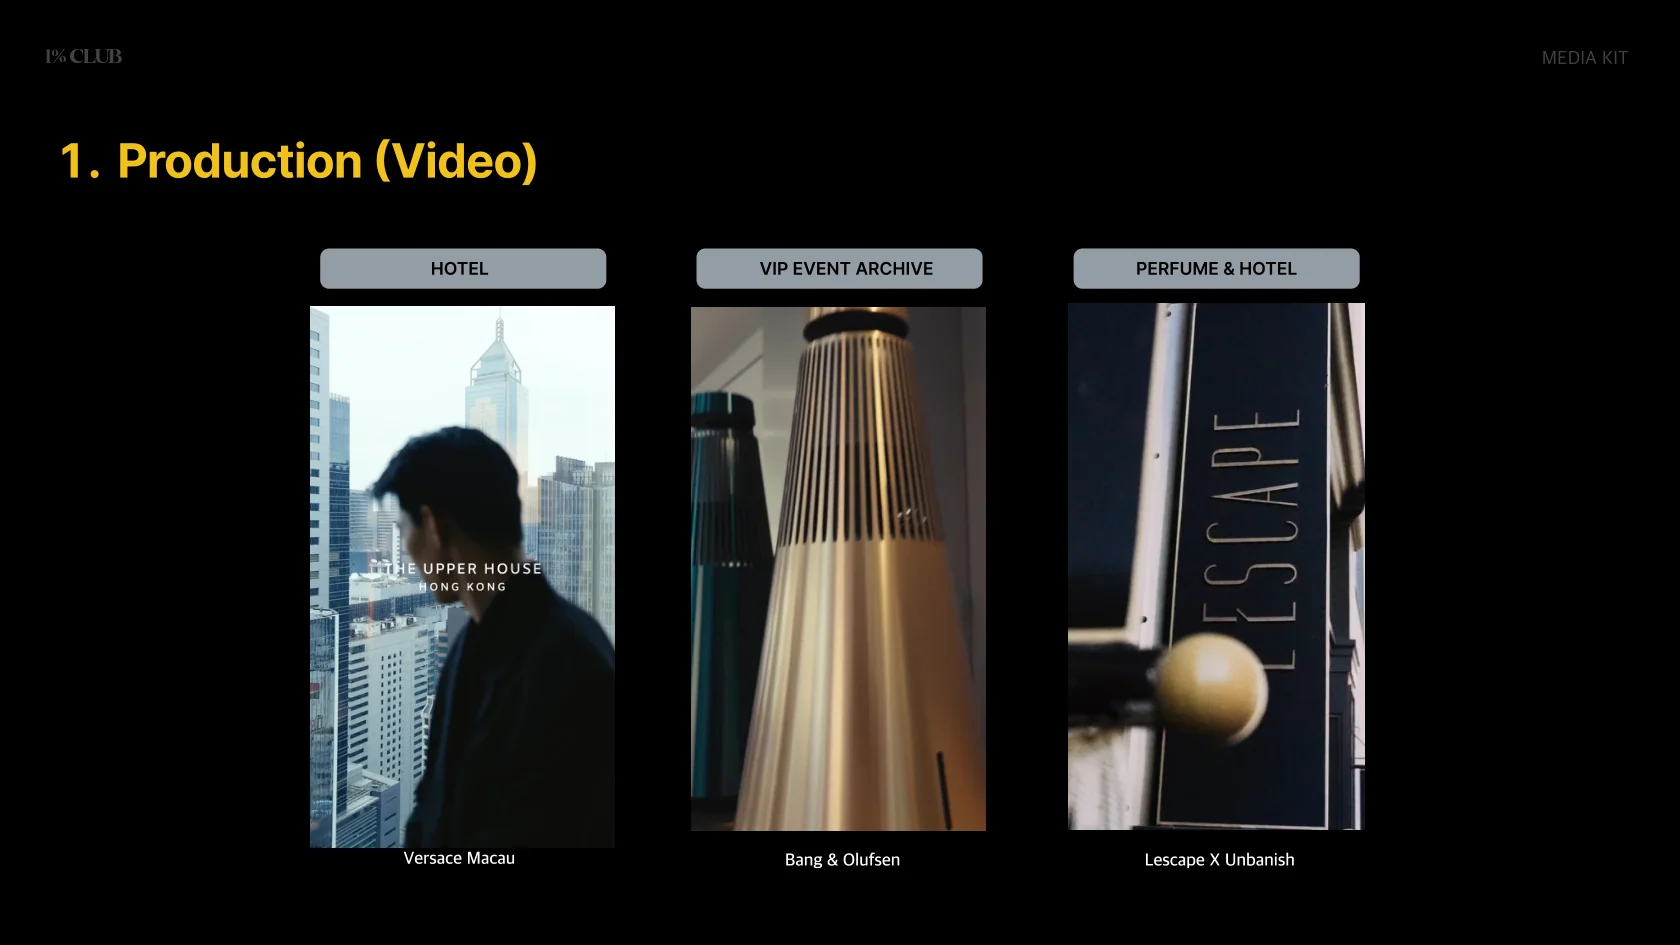 1% CLUB
MEDIA KIT
1. Production (Video)
HOTEL
VIP EVENT ARCHIVE
PERFUME & HOTEL
THE UPPER HOUSE
HONG KONG
LESCAPE
Versace Macau
Bang & Olufsen
Lescape X Unbanish